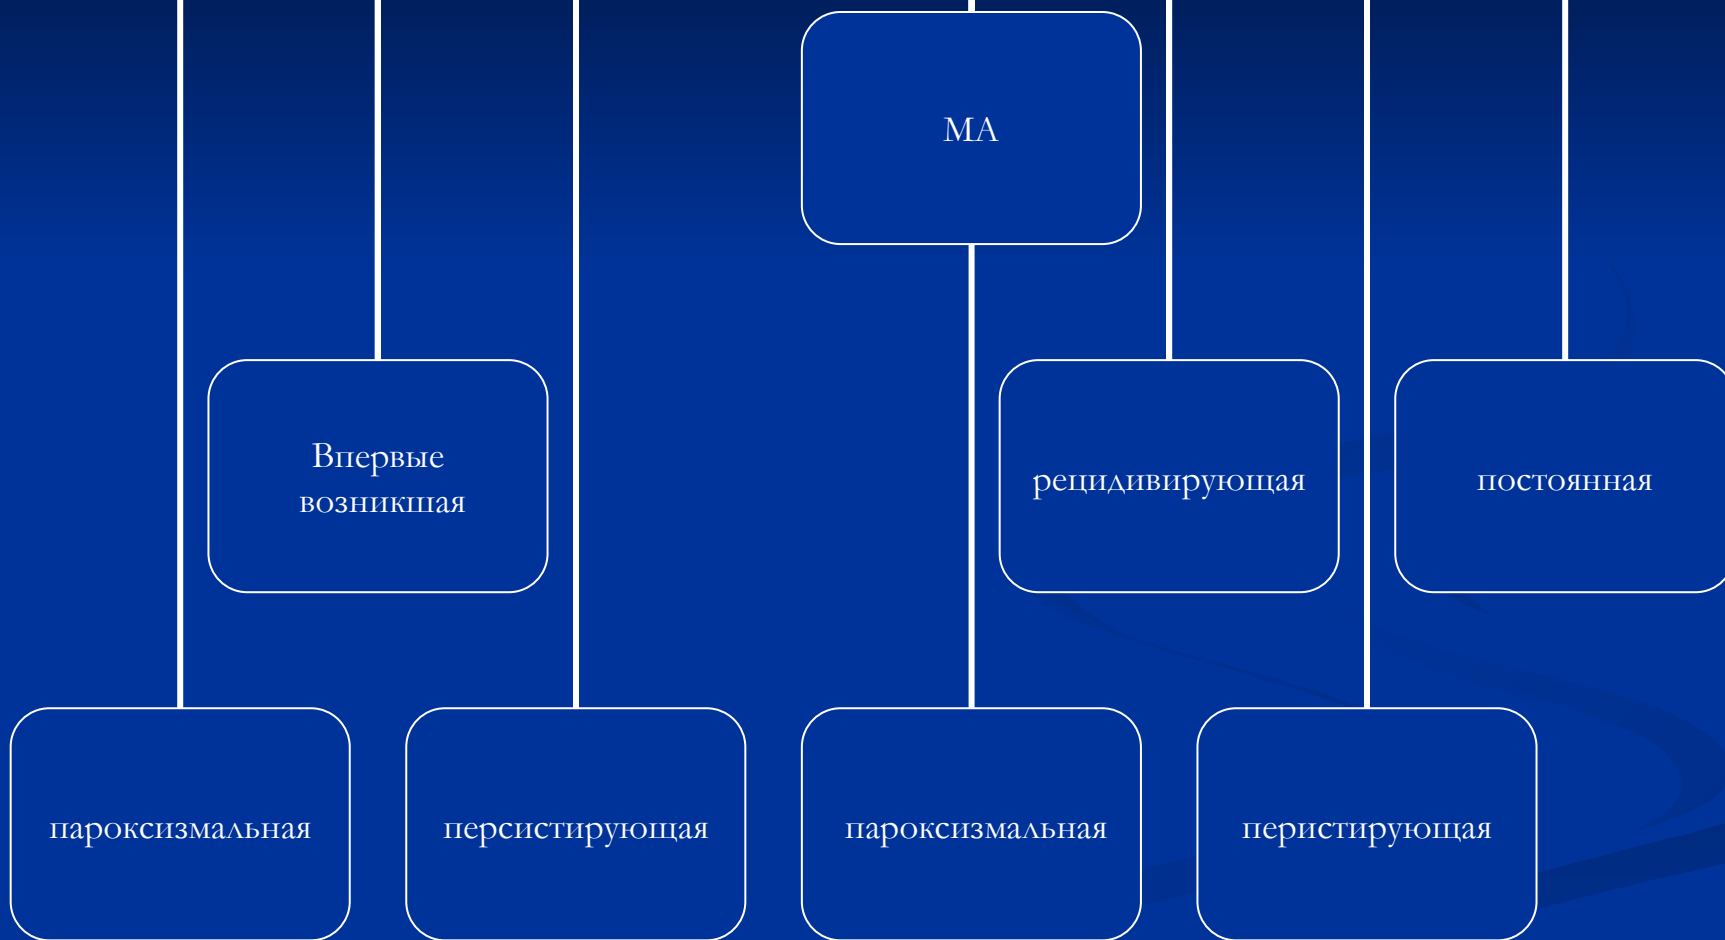 МА
Впервые
возникшая
рецидивирующая
постоянная
пароксизмальная
персистирующая
пароксизмальная
перистирующая